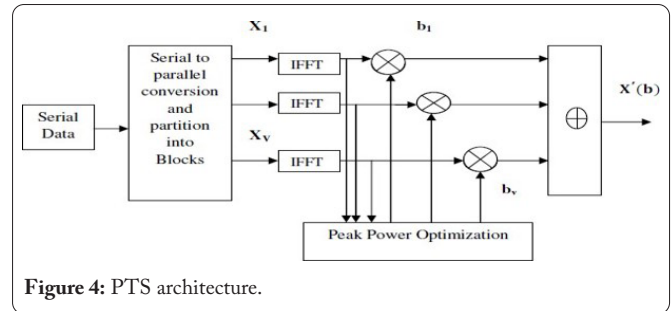 X1
b1
Serial to
parallel
conversion
and
partition
into
Blocks
IFFT
Serial
Data
IFFT
X'(b)
XV
IFFT
bv
Peak Power Optimization
Figure 4: PTS architecture.